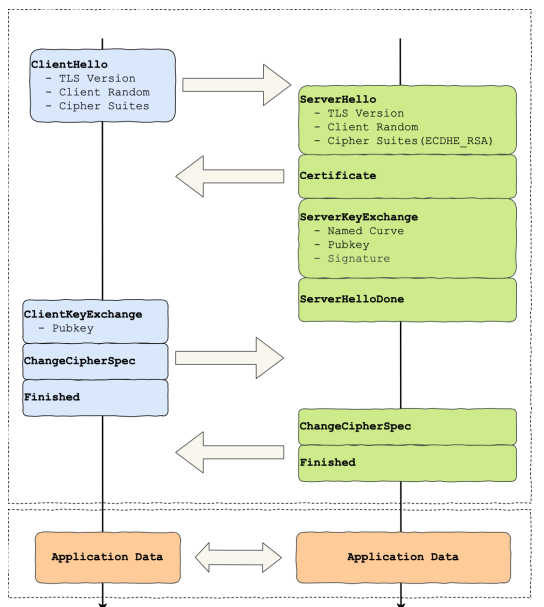 ClientHello
- TLS Version
- Client Random
- Cipher Suites
ServerHello
- TLS Version
- Client Random
- Cipher Suites(ECDHE_RSA)
Certificate
ServerKeyExchange
- Named Curve
- Pubkey
- Signature
ServerHelloDone
ClientKeyExchange
- Pubkey
ChangeCipherSpec
Finished
ChangeCipherSpec
Finished
Application Data
Application Data